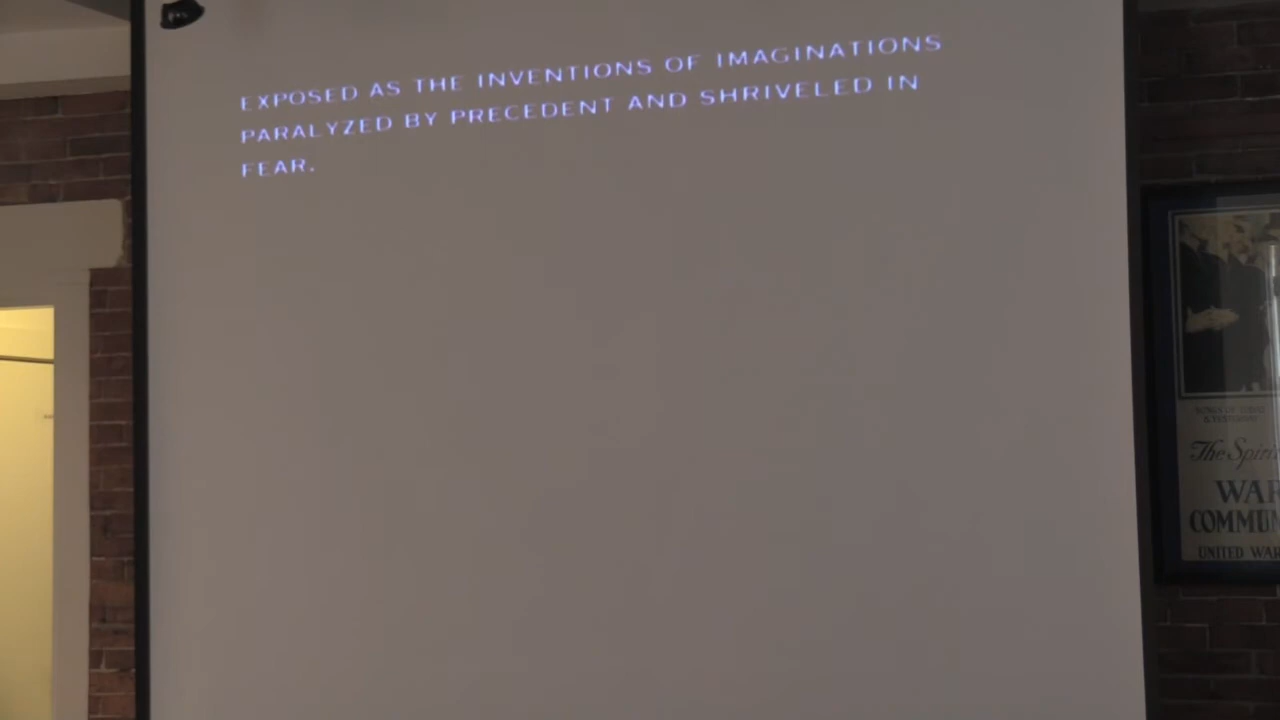 EXPOSED AS THE INVENTIONS OF IMAGINATIONS
PARALYZED BY PRECEDENT AND SHRIVELED IN
FEAR.
The Spiri
WAR
COMMUN
UNITED WAR